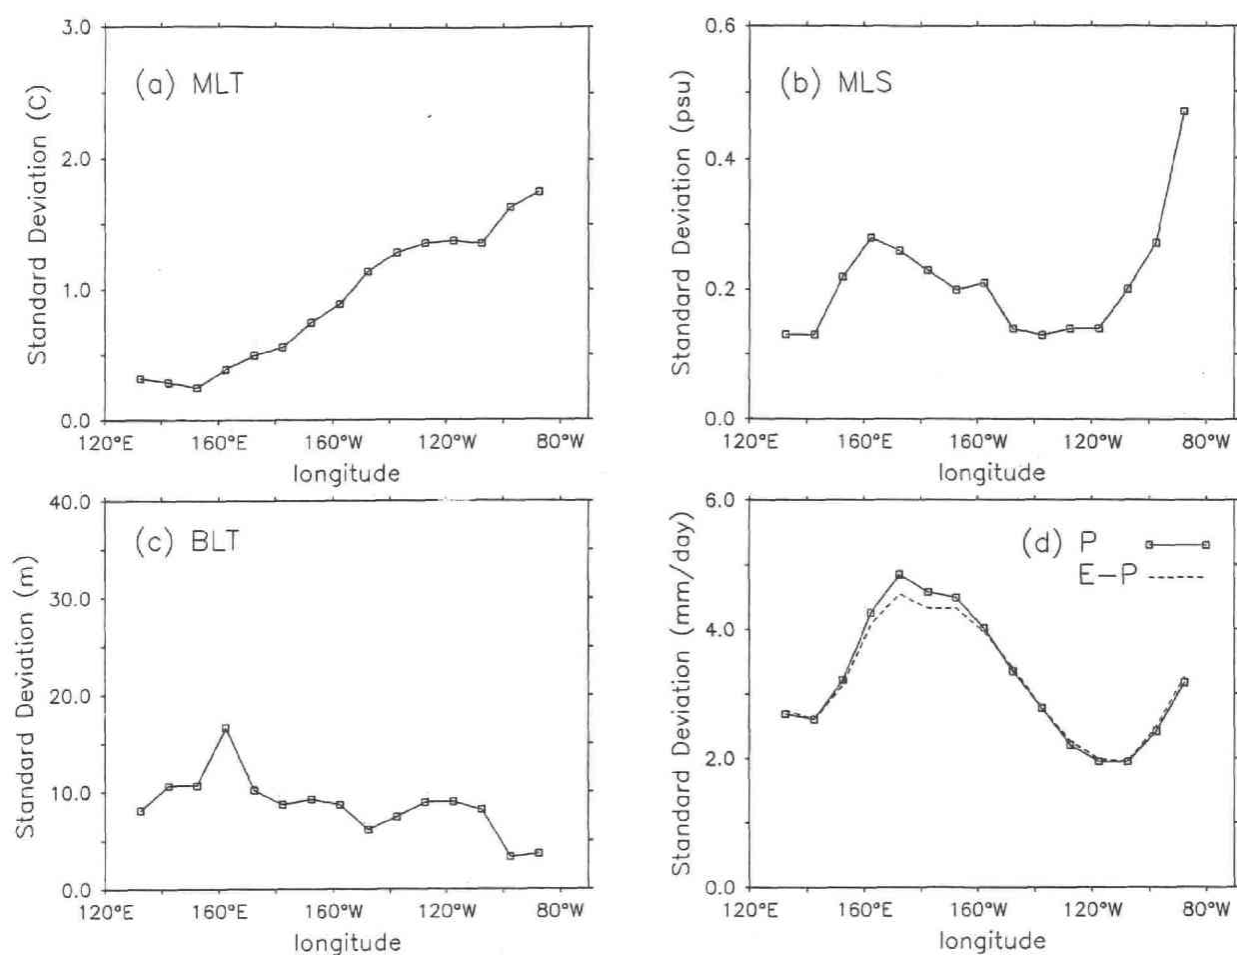 3.0
(a) MLT
2.0
1.0
0.0
Standard Deviation (C)
120°E 160°E 160°W 120°W 80°W
longitude
0.6
(b) MLS
0.4
0.2
0.0
Standard Deviation (psu)
120°E 160°E 160°W 120°W 80°W
longitude
40.0
(c) BLT
30.0
20.0
10.0
0.0
Standard Deviation (m)
120°E 160°E 160°W 120°W 80°W
longitude
6.0
(d) P
E-P
4.0
2.0
0.0
Standard Deviation (mm/day)
120°E 160°E 160°W 120°W 80°W
longitude